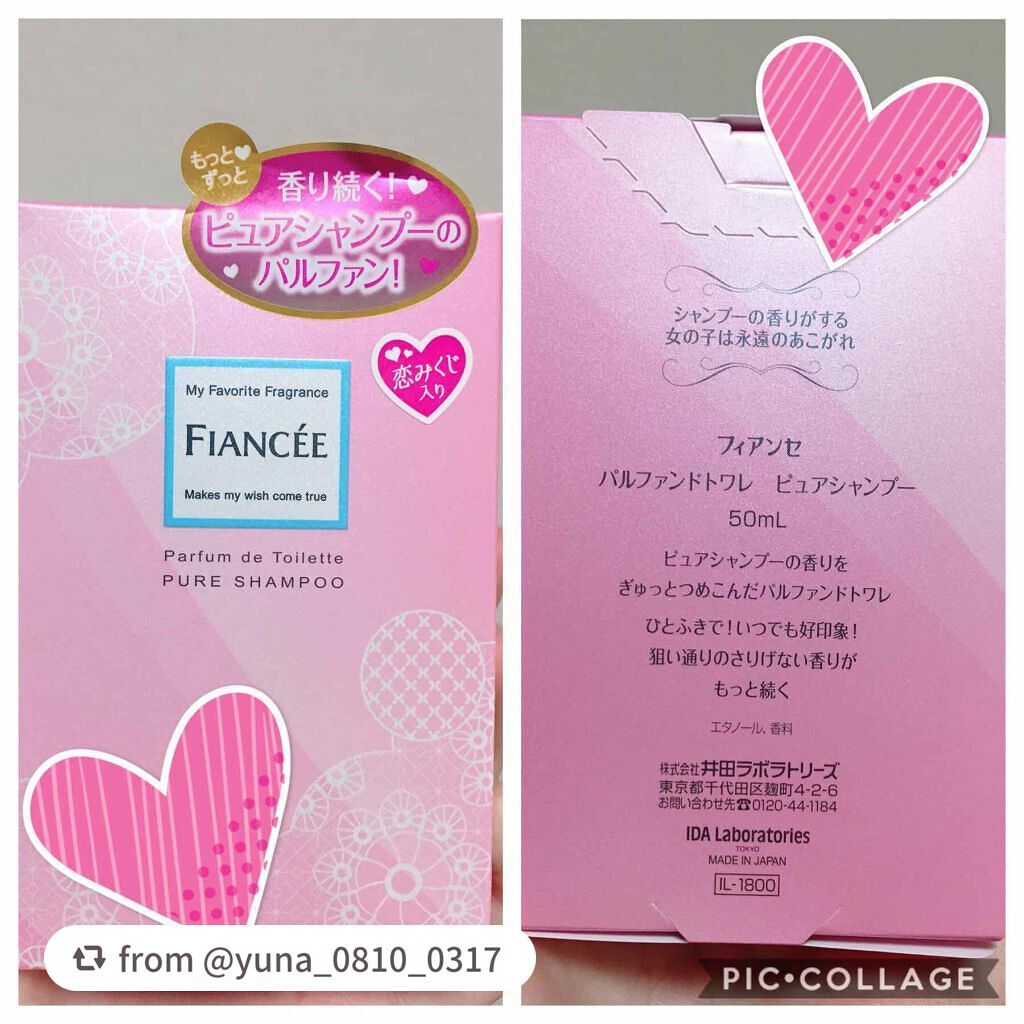 もっと
ずっと
香り続く!
ピュアシャンプーの
パルファン!
恋みくじ
入り
My Favorite Fragrance
FIANCÉE
Makes my wish come true
Parfum de Toilette
PURE SHAMPOO
from @yuna_0810_0317
シャンプーの香りがする
女の子は永遠のあこがれ
フィアンセ
パルファンドトワレ ピュアシャンプー
50mL
ピュアシャンプーの香りを
ぎゅっとつめこんだパルファンドトワレ
ひとふきで!いつでも好印象!
狙い通りのさりげない香りが
もっと続く
エタノール、香料
株式会社 井田ラボラトリーズ
東京都千代田区麹町4-2-6
お問い合わせ先☎0120-44-1184
IDA Laboratories
TOKYO
MADE IN JAPAN
IL-1800
PIC•COLLAGE